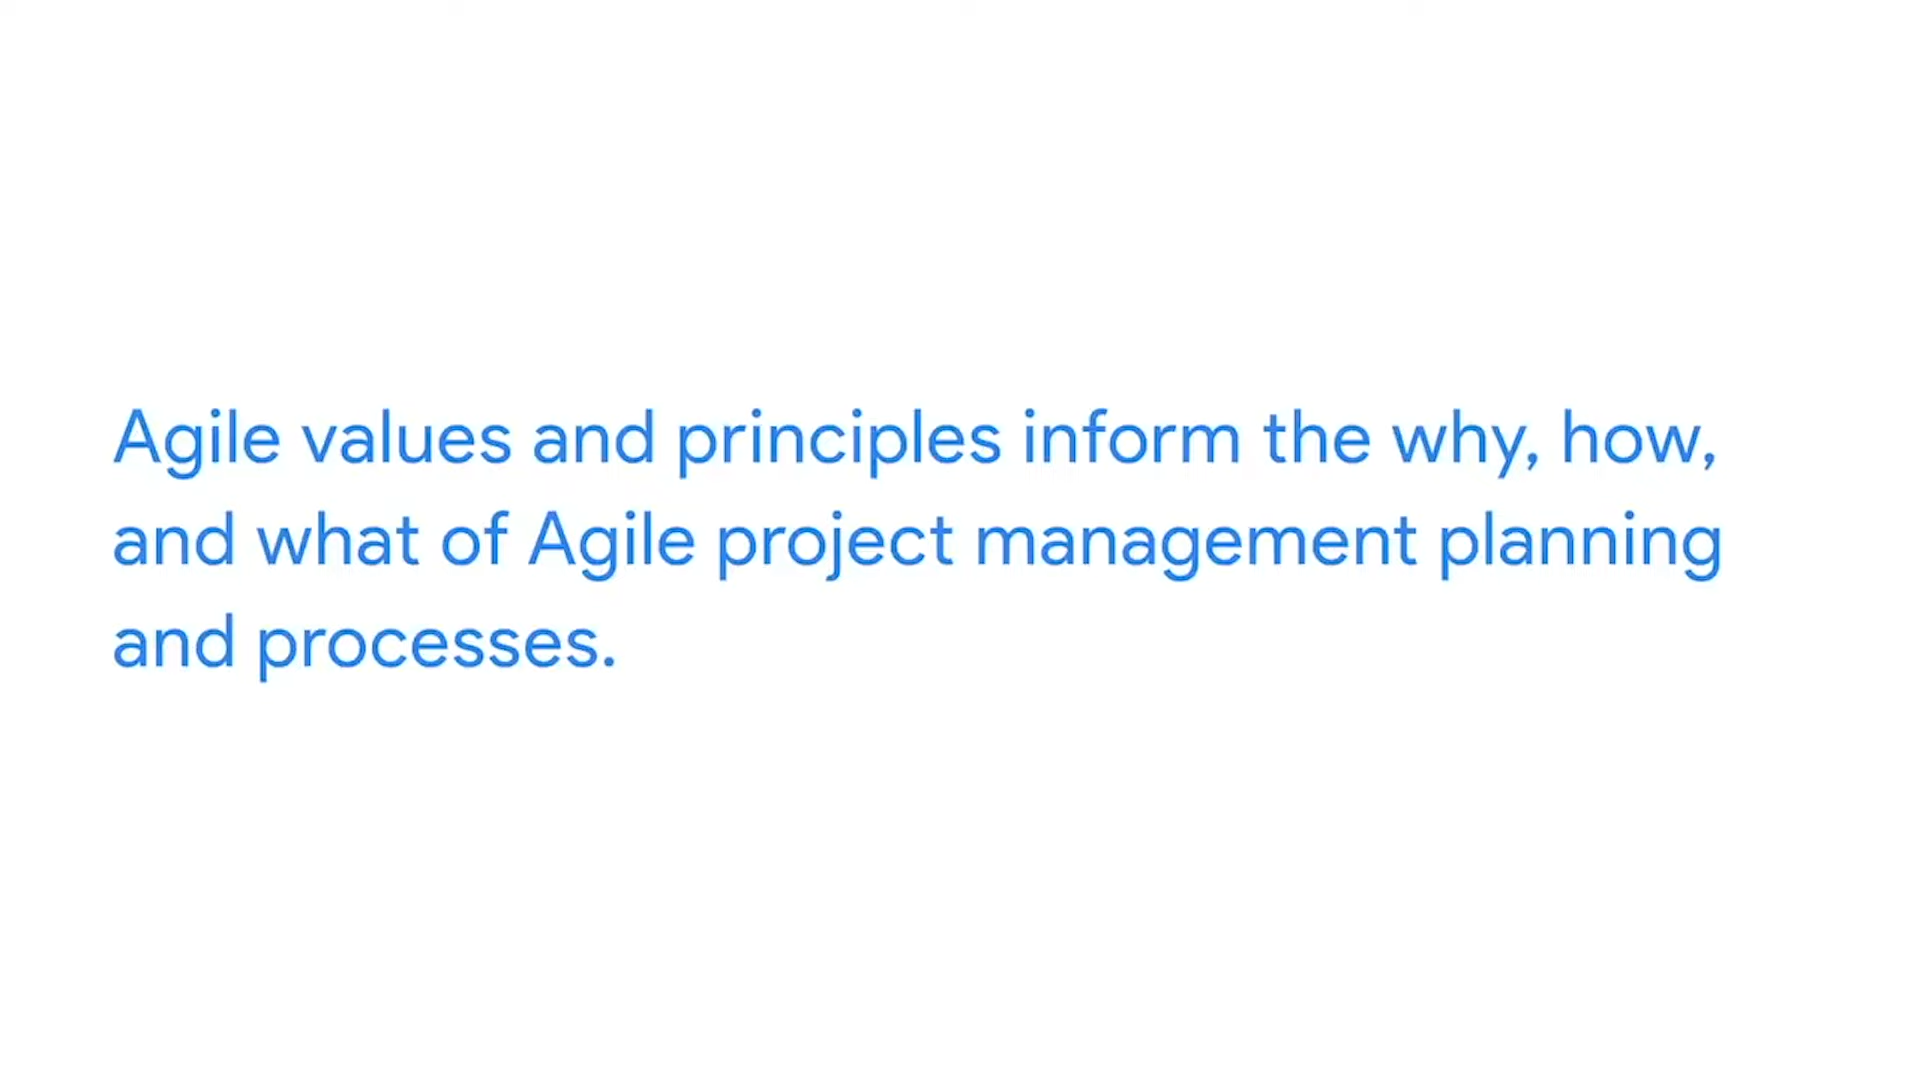 Agile values and principles inform the why, how,
and what of Agile project management planning
and processes.